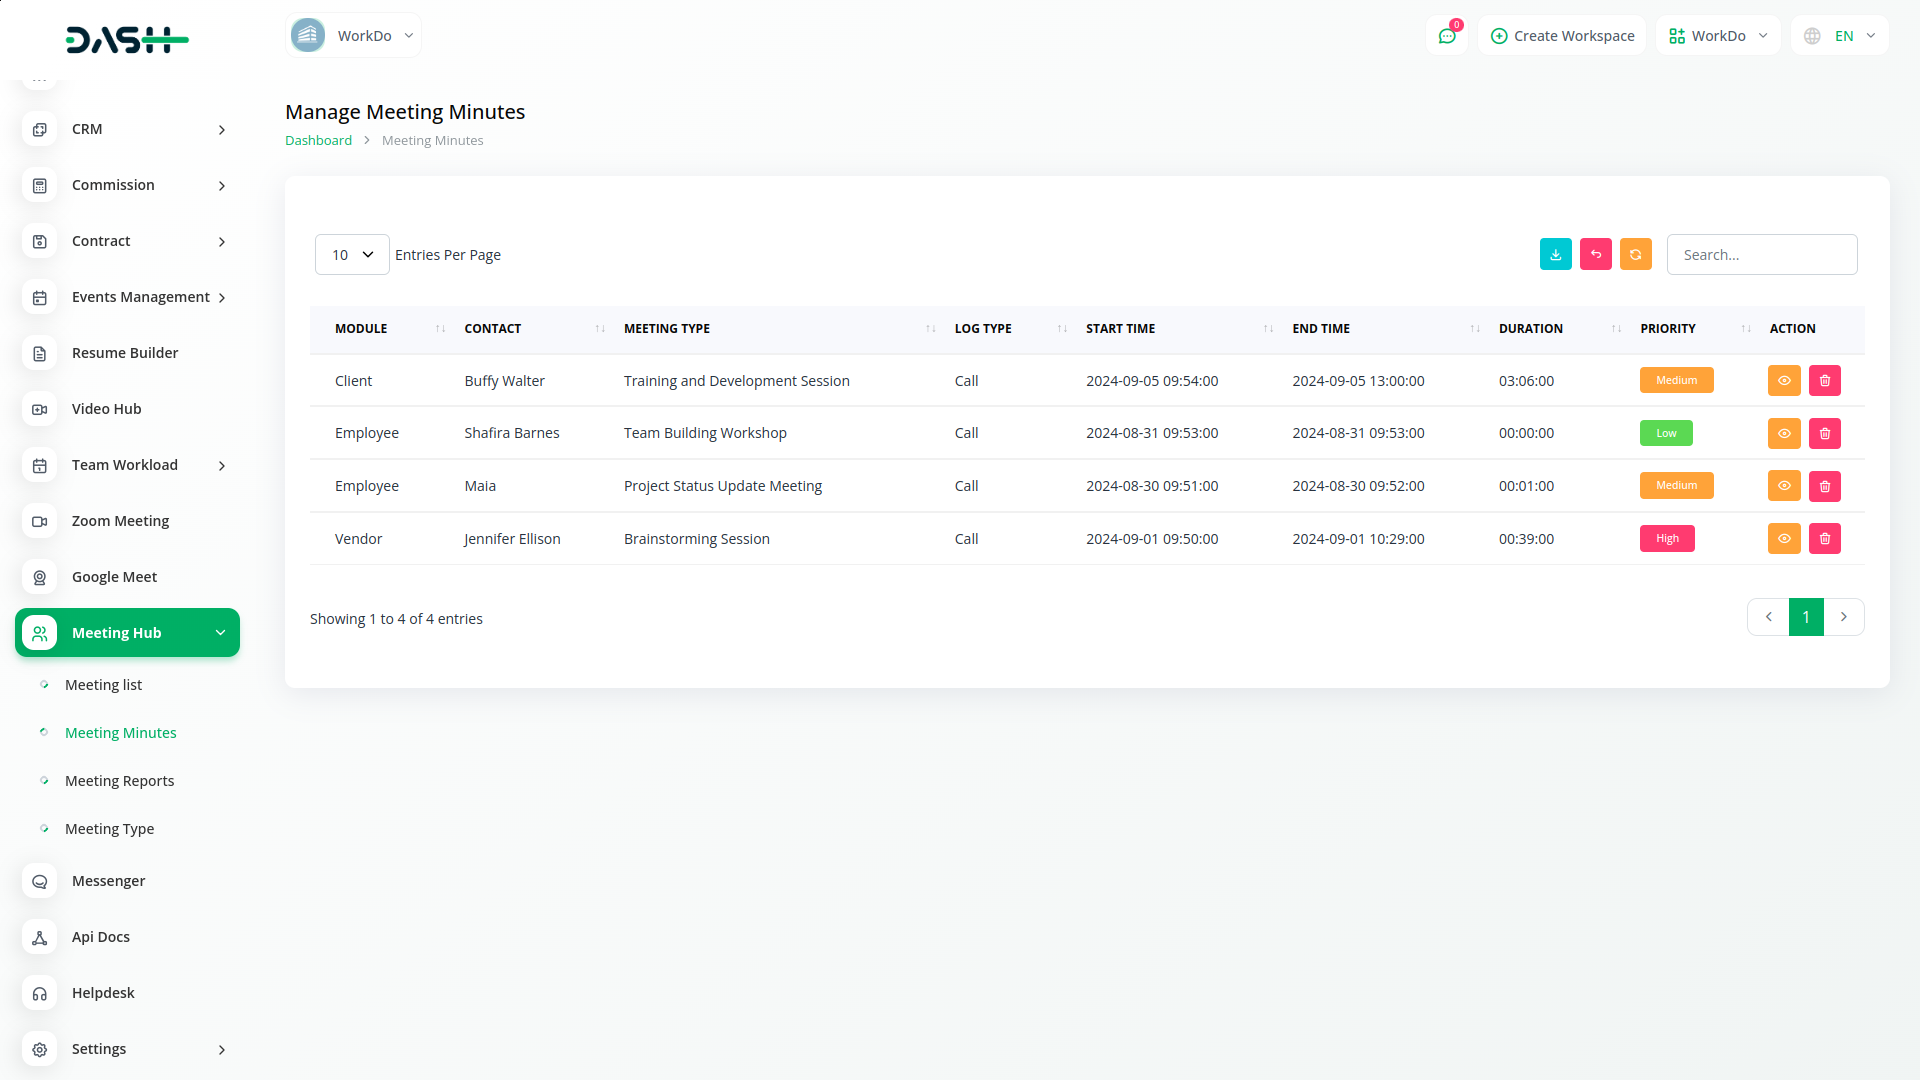 DASH
WorkDo
0
Create Workspace
WorkDo
EN
CRM
Commission
Contract
Events Management
Resume Builder
Video Hub
Team Workload
Zoom Meeting
Google Meet
Meeting Hub
Meeting list
Meeting Minutes
Meeting Reports
Meeting Type
Messenger
Api Docs
Helpdesk
Settings
Manage Meeting Minutes
Dashboard > Meeting Minutes
10 Entries Per Page
Search...
MODULE CONTACT MEETING TYPE LOG TYPE START TIME END TIME DURATION PRIORITY ACTION
Client Buffy Walter Training and Development Session Call 2024-09-05 09:54:00 2024-09-05 13:00:00 03:06:00 Medium
Employee Shafira Barnes Team Building Workshop Call 2024-08-31 09:53:00 2024-08-31 09:53:00 00:00:00 Low
Employee Maia Project Status Update Meeting Call 2024-08-30 09:51:00 2024-08-30 09:52:00 00:01:00 Medium
Vendor Jennifer Ellison Brainstorming Session Call 2024-09-01 09:50:00 2024-09-01 10:29:00 00:39:00 High
Showing 1 to 4 of 4 entries
1